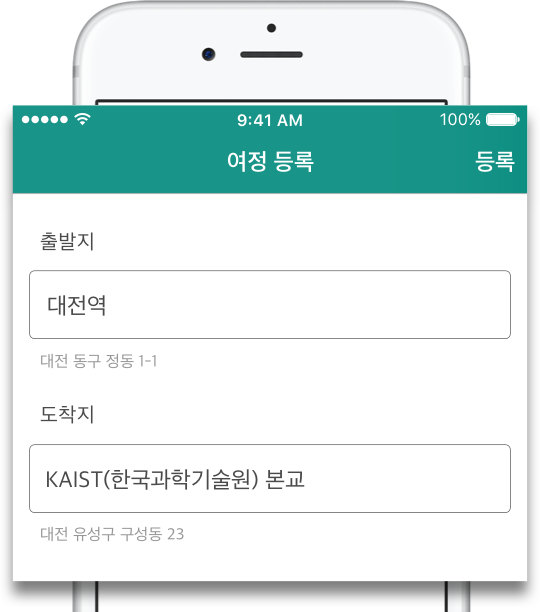 9:41 AM
100%
여정 등록
등록
출발지
대전역
대전 동구 정동 1-1
도착지
KAIST(한국과학기술원) 본교
대전 유성구 구성동 23